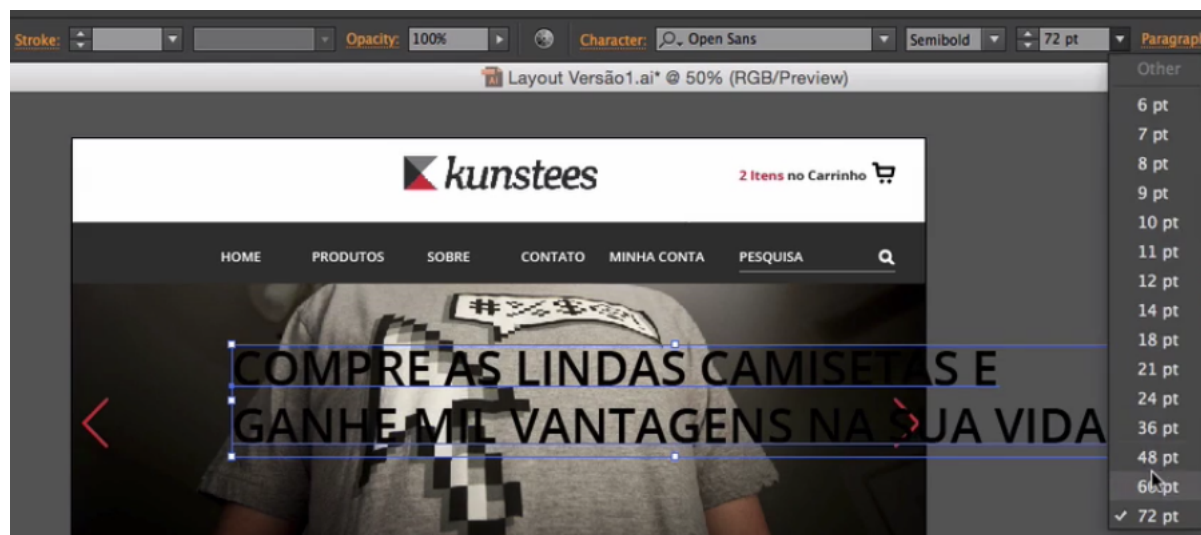 Stroke: Opacity: 100% Character: Open Sans Semibold 72 pt Paragrap
Layout Versão1.ai* @ 50% (RGB/Preview)
Other
6 pt
7 pt
8 pt
9 pt
10 pt
11 pt
12 pt
14 pt
18 pt
21 pt
24 pt
36 pt
48 pt
60 pt
72 pt
kunstees
2 Itens no Carrinho
HOME PRODUTOS SOBRE CONTATO MINHA CONTA PESQUISA
#%$&!
COMPRE AS LINDAS CAMISETAS E
GANHE MIL VANTAGENS NA SUA VIDA